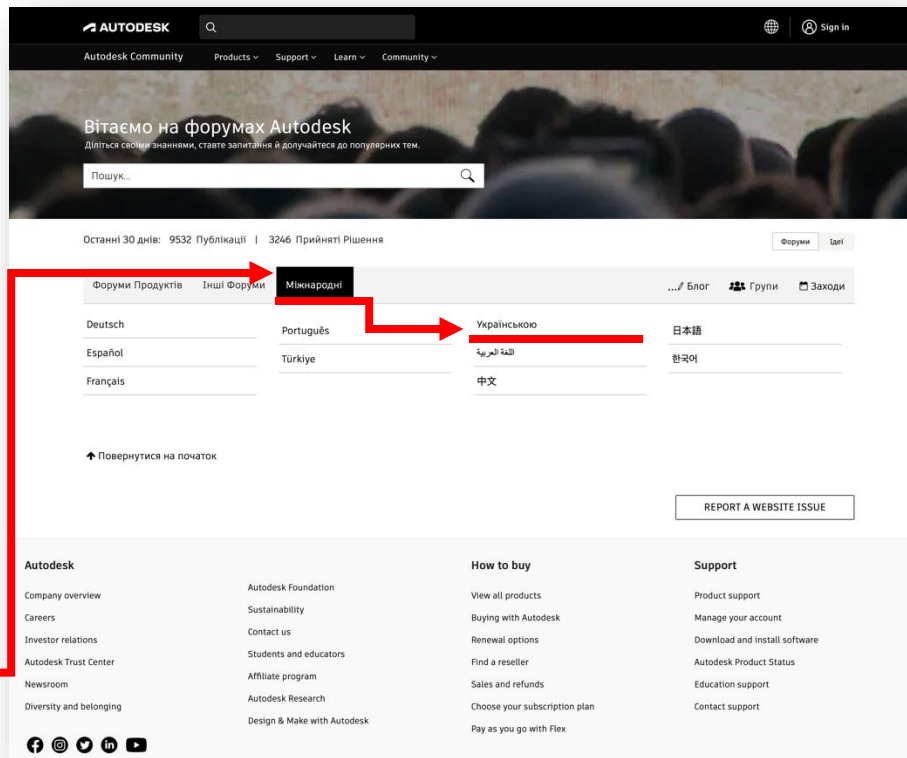 AUTODESK
Sign in
Autodesk Community Products Support Learn Community
Вітаємо на форумах Autodesk
Діліться своїми знаннями, ставте запитання й долучайтеся до популярних тем.
Пошук...
Останні 30 днів: 9532 Публікації | 3246 Прийняті Рішення
Форуми Ідеї
Форуми Продуктів Інші Форуми Міжнародні .../ Блог Групи Заходи
Deutsch Português Українською 日本語
Español Türkiye اللغة العربية 한국어
Français 中文
Повернутися на початок
REPORT A WEBSITE ISSUE
Autodesk
Company overview
Careers
Investor relations
Autodesk Trust Center
Newsroom
Diversity and belonging
Autodesk Foundation
Sustainability
Contact us
Students and educators
Affiliate program
Autodesk Research
Design & Make with Autodesk
How to buy
View all products
Buying with Autodesk
Renewal options
Find a reseller
Sales and refunds
Choose your subscription plan
Pay as you go with Flex
Support
Product support
Manage your account
Download and install software
Autodesk Product Status
Education support
Contact support